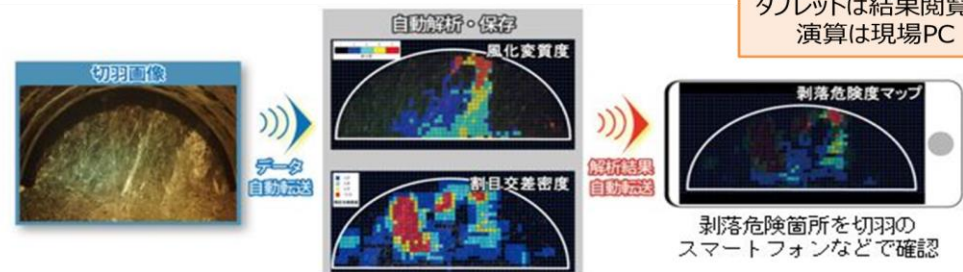 タブレットは結果閲覧
演算は現場PC
自動解析・保存
切羽画像
風化変質度
データ
自動転送
割目交差密度
解析結果
自動転送
剥落危険度マップ
剥落危険箇所を切羽の
スマートフォンなどで確認